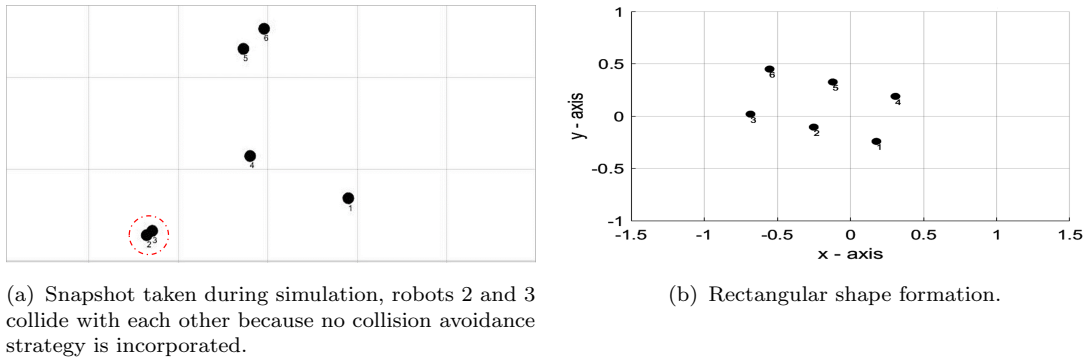 6
5
4
1
2 3
1
0.5
0
-0.5
-1
y - axis
6
5
4
3
2
1
-1.5 -1 -0.5 0 0.5 1 1.5
x - axis
(a) Snapshot taken during simulation, robots 2 and 3
collide with each other because no collision avoidance
strategy is incorporated.
(b) Rectangular shape formation.